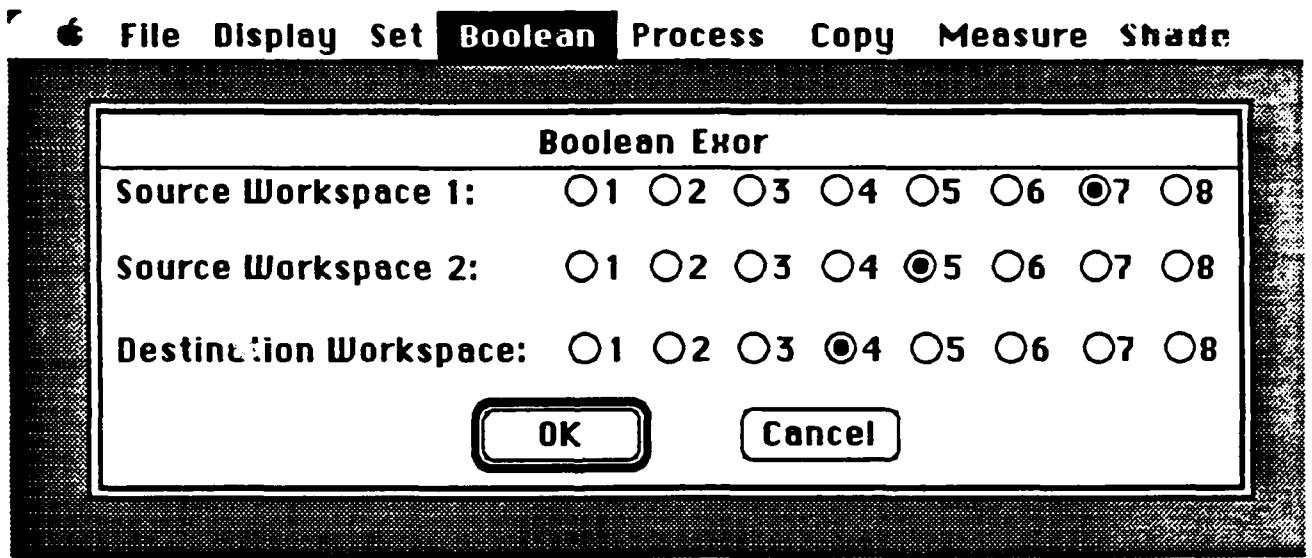 File Display Set Boolean Process Copy Measure Shade
Boolean Exor
Source Workspace 1: 1 2 3 4 5 6 7 8
Source Workspace 2: 1 2 3 4 5 6 7 8
Destination Workspace: 1 2 3 4 5 6 7 8
OK Cancel